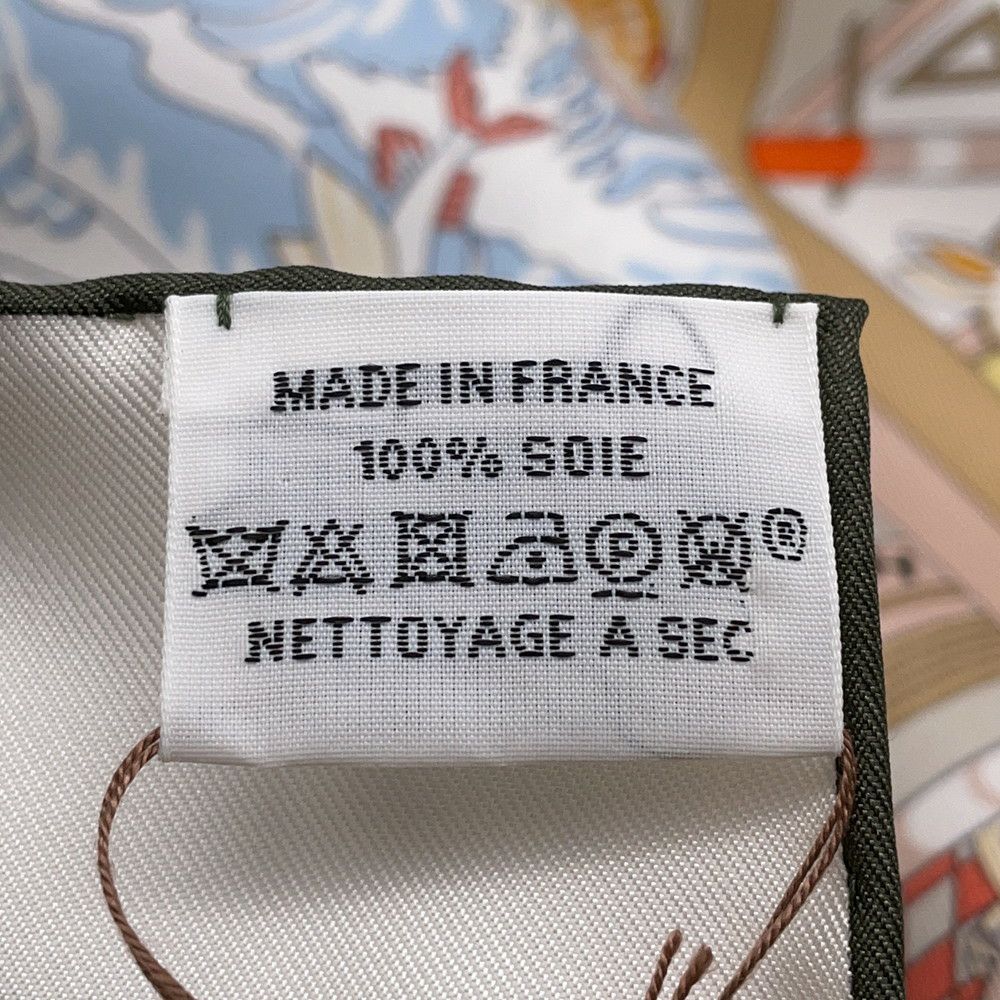 MADE IN FRANCE
100% SOIE
P W ®
NETTOYAGE A SEC